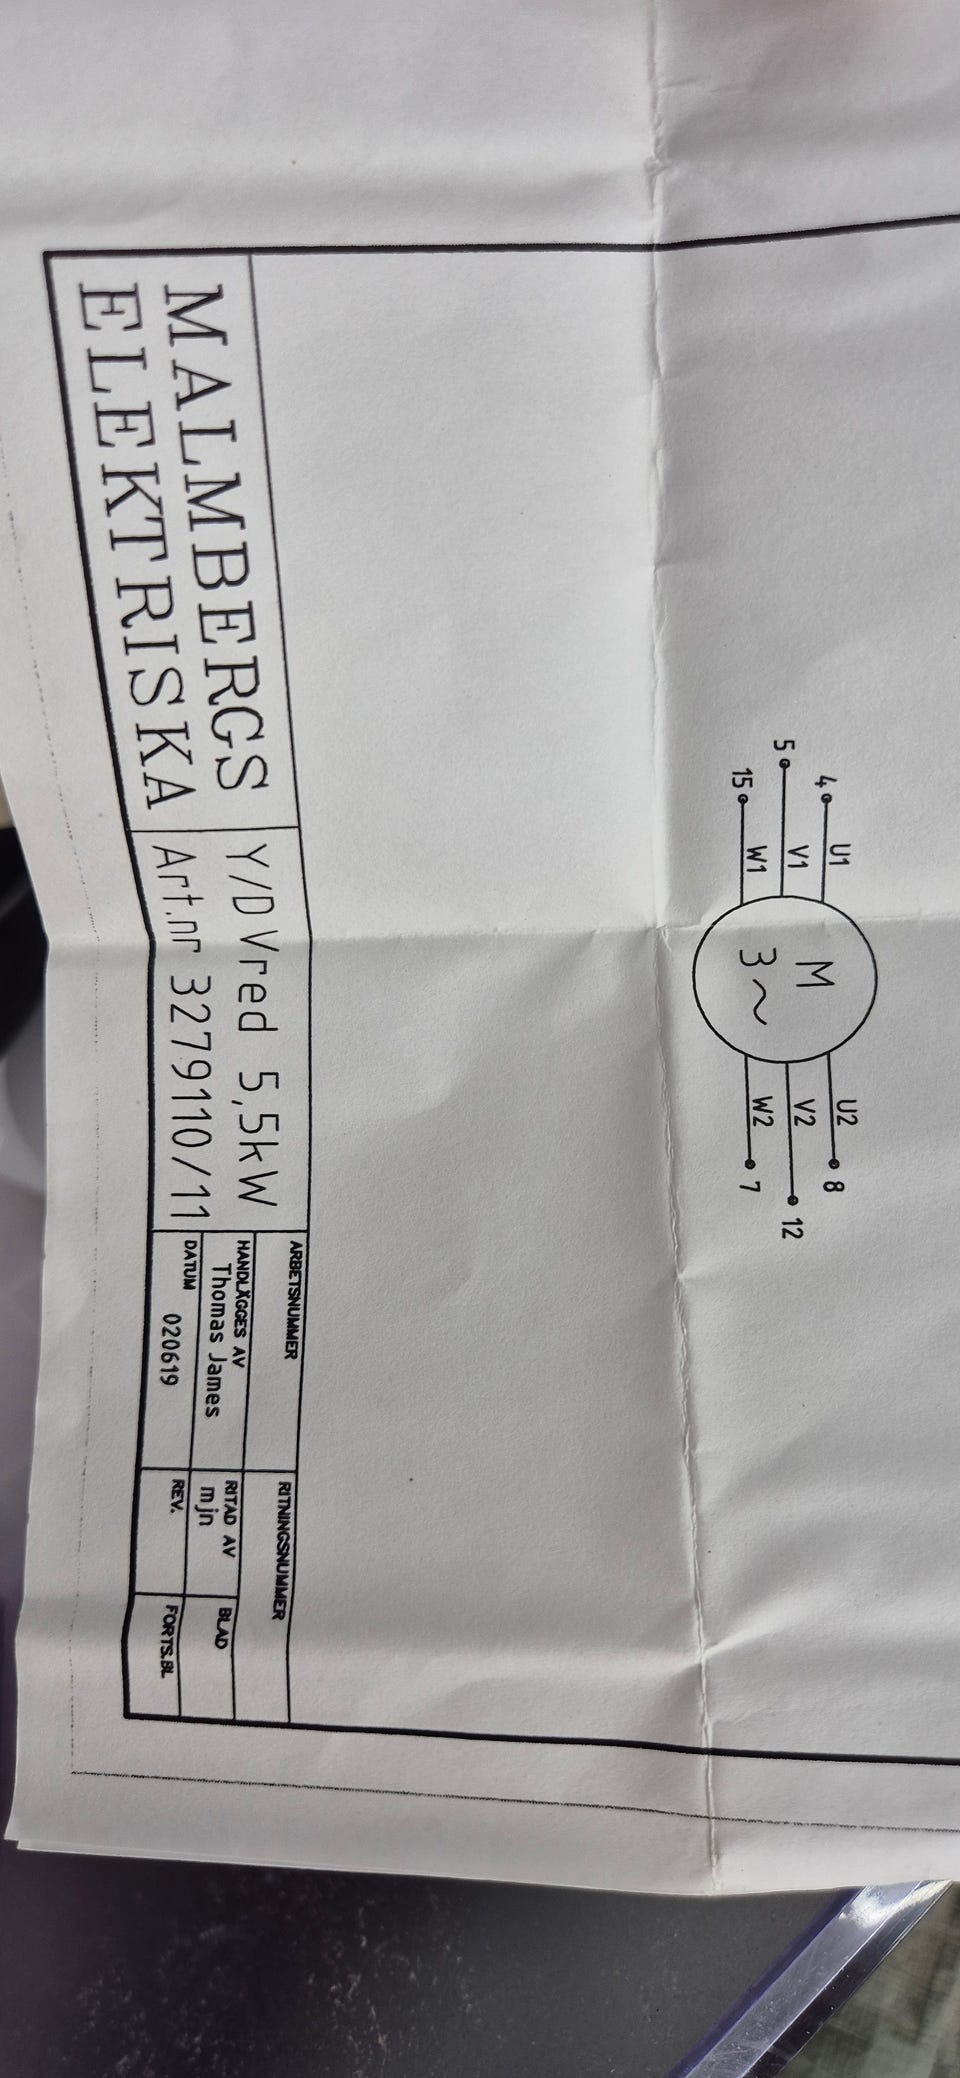 4 U1
5 V1
15 W1
M
3~
U2 8
V2 12
W2 7
MALMBERGS
ELEKTRISKA
Y/D Vred 5,5kW
Art.nr 3279110/11
ARBETSNUMMER
RITNINGSNUMMER
HANDLÄGGES AV
Thomas James
RITAD AV
mjn
BLAD
DATUM 020619
REV.
FORTS.BL